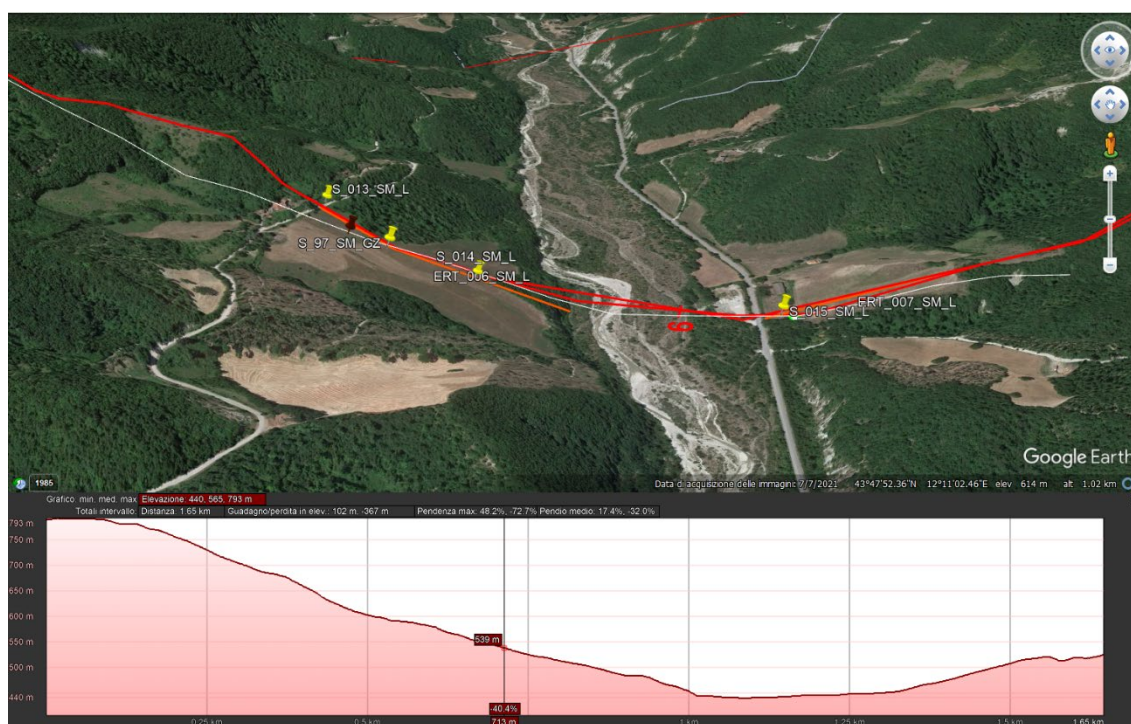 S_013_SM_L
S_97_SM_GZ
S_014_SM_L
ERT_006_SM_L
ERT_007_SM_L
S_015_SM_L
Google Earth
1985
Data di acquisizione delle immagini: 7/7/2021 43°47'52.36"N 12°11'02.46"E elev 614 m alt 1.02 km
Grafico. min. med. max Elevazione: 440, 565, 793 m
Totali intervallo: Distanza: 1.65 km Guadagno/perdita in elev.: 102 m. -367 m Pendenza max: 48.2%, -72.7% Pendio medio: 17.4%, -32.0%
793 m
750 m
700 m
650 m
600 m
550 m
500 m
440 m
539 m
-40.4%
0.25 km 0.5 km 713 m 1 km 1.25 km 1.5 km 1.65 km